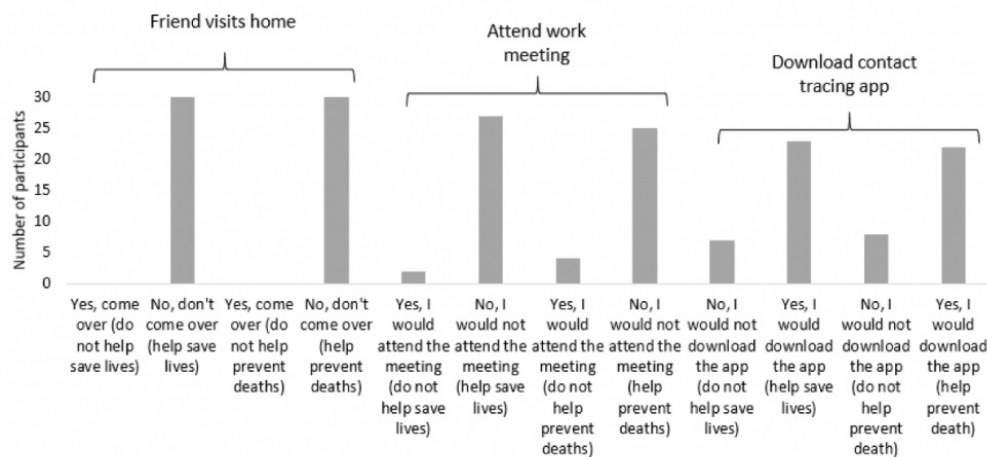 Friend visits home
Attend work
meeting
Download contact
tracing app
Number of participants
30
25
20
15
10
5
0
Yes, come
over (do
not help
save lives)
No, don't
come over
(help save
lives)
Yes, come
over (do
not help
prevent
deaths)
No, don't
come over
(help
prevent
deaths)
Yes, I
would
attend the
meeting
(do not
help save
lives)
No, I
would not
attend the
meeting
(help save
lives)
Yes, I
would
attend the
meeting
(do not
help
prevent
deaths)
No, I
would not
attend the
meeting
(help
prevent
deaths)
No, I
would not
download
the app (do
not help
save lives)
Yes, I
would
download
the app
(help save
lives)
No, I
would not
download
the app (do
not help
prevent
death)
Yes, I
would
download
the app
(help
prevent
death)